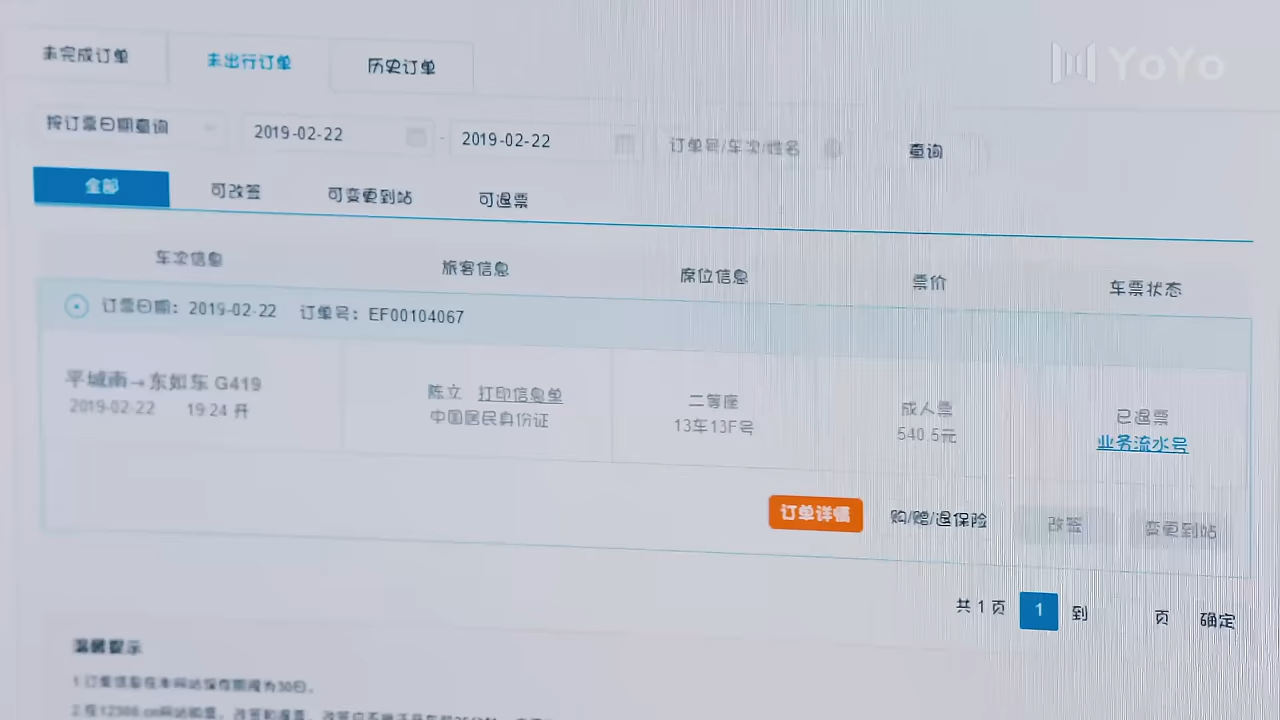 YoYo
未完成订单 未出行订单 历史订单
按订票日期查询 2019-02-22 - 2019-02-22 订单号/车次/姓名 查询
全部 可改签 可变更到站 可退票
车次信息 旅客信息 席位信息 票价 车票状态
订票日期：2019-02-22 订单号：EF00104067
平城南→东如东 G419 陈立 打印信息单 二等座 成人票 已退票
2019-02-22 19:24 开 中国居民身份证 13车13F号 540.5元 业务流水号
订单详情 购/赠/退保险 改签 变更到站
共 1 页 1 到 页 确定
温馨提示
1.订单信息在本网站保存期限为30日。